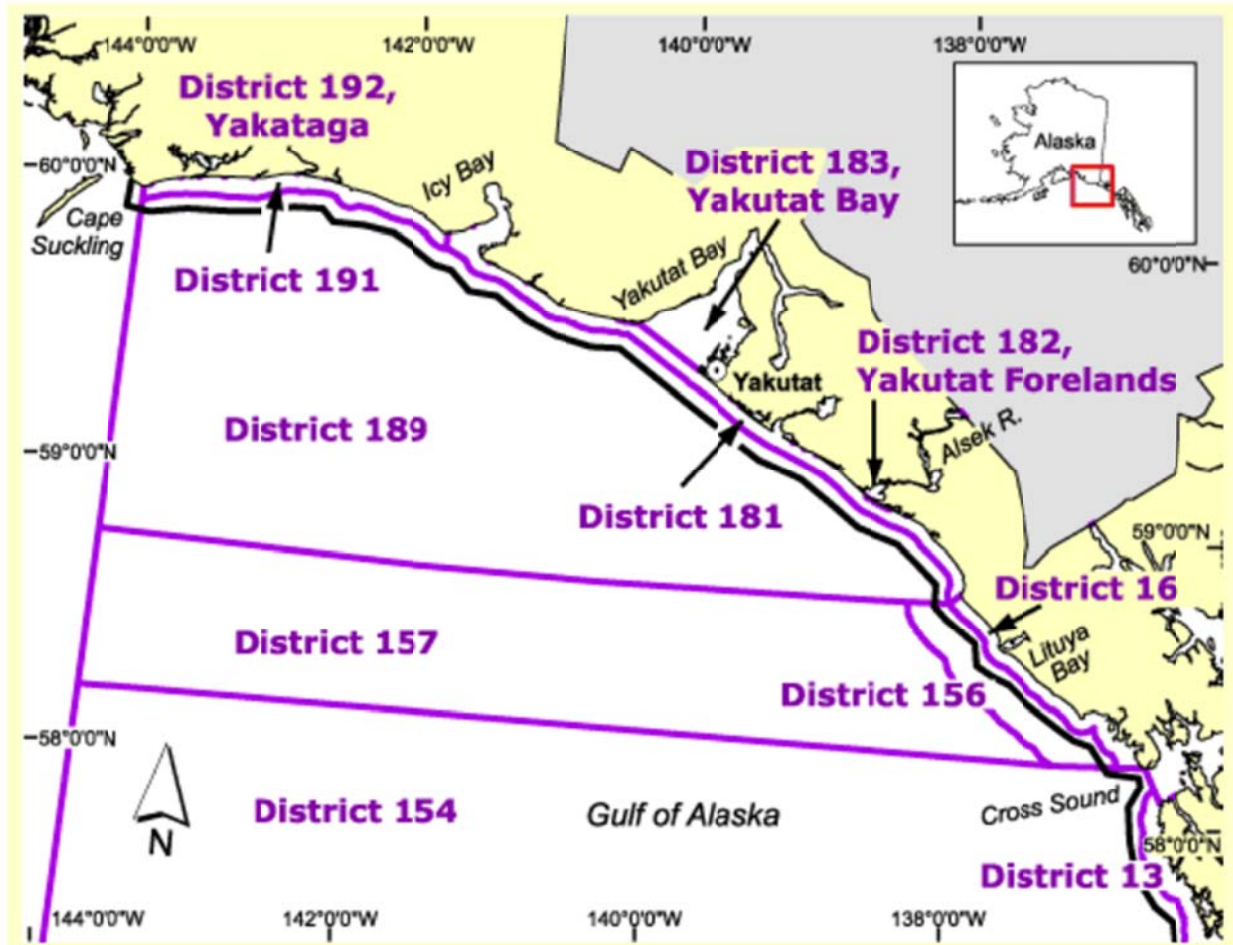 144°0'0"W
142°0'0"W
140°0'0"W
138°0'0"W
District 192,
Yakataga
Alaska
60°0'0"N
Icy Bay
District 183,
Yakutat Bay
Cape
Suckling
60°0'0"N
District 191
Yakutat Bay
District 182,
Yakutat Forelands
Yakutat
Alsek R.
District 189
59°0'0"N
District 181
59°0'0"N
District 16
Lituya
Bay
District 157
District 156
58°0'0"N
District 154
Gulf of Alaska
Cross Sound
N
58°0'0"N
District 13
144°0'0"W
142°0'0"W
140°0'0"W
138°0'0"W